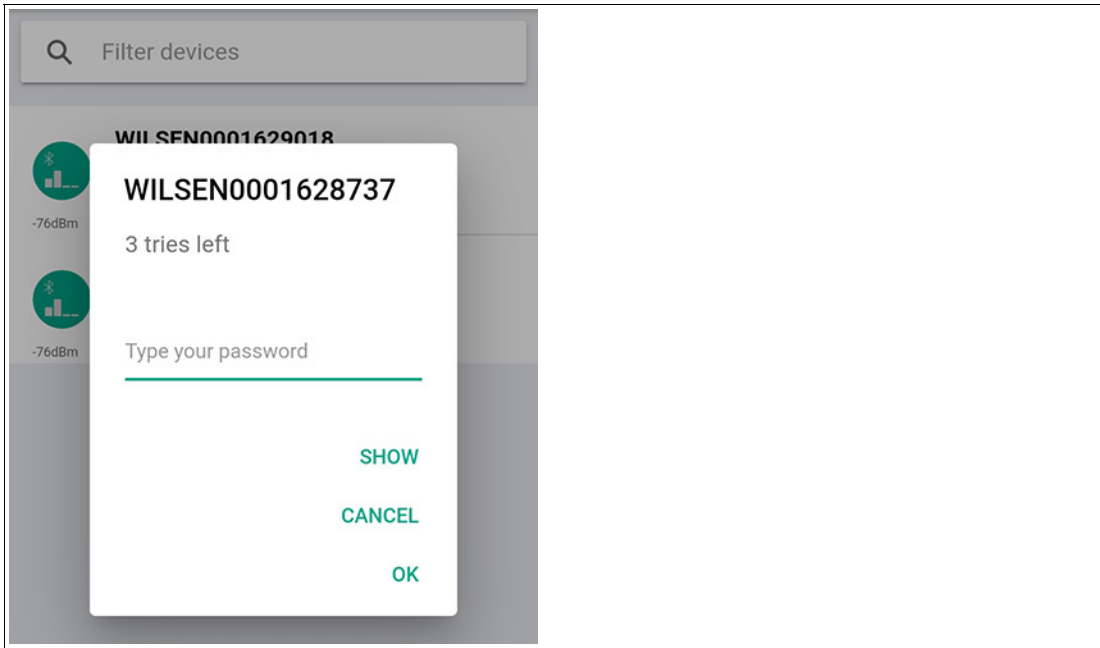 Filter devices
WILSEN0001629018
-76dBm
WILSEN0001628737
3 tries left
-76dBm
Type your password
SHOW
CANCEL
OK